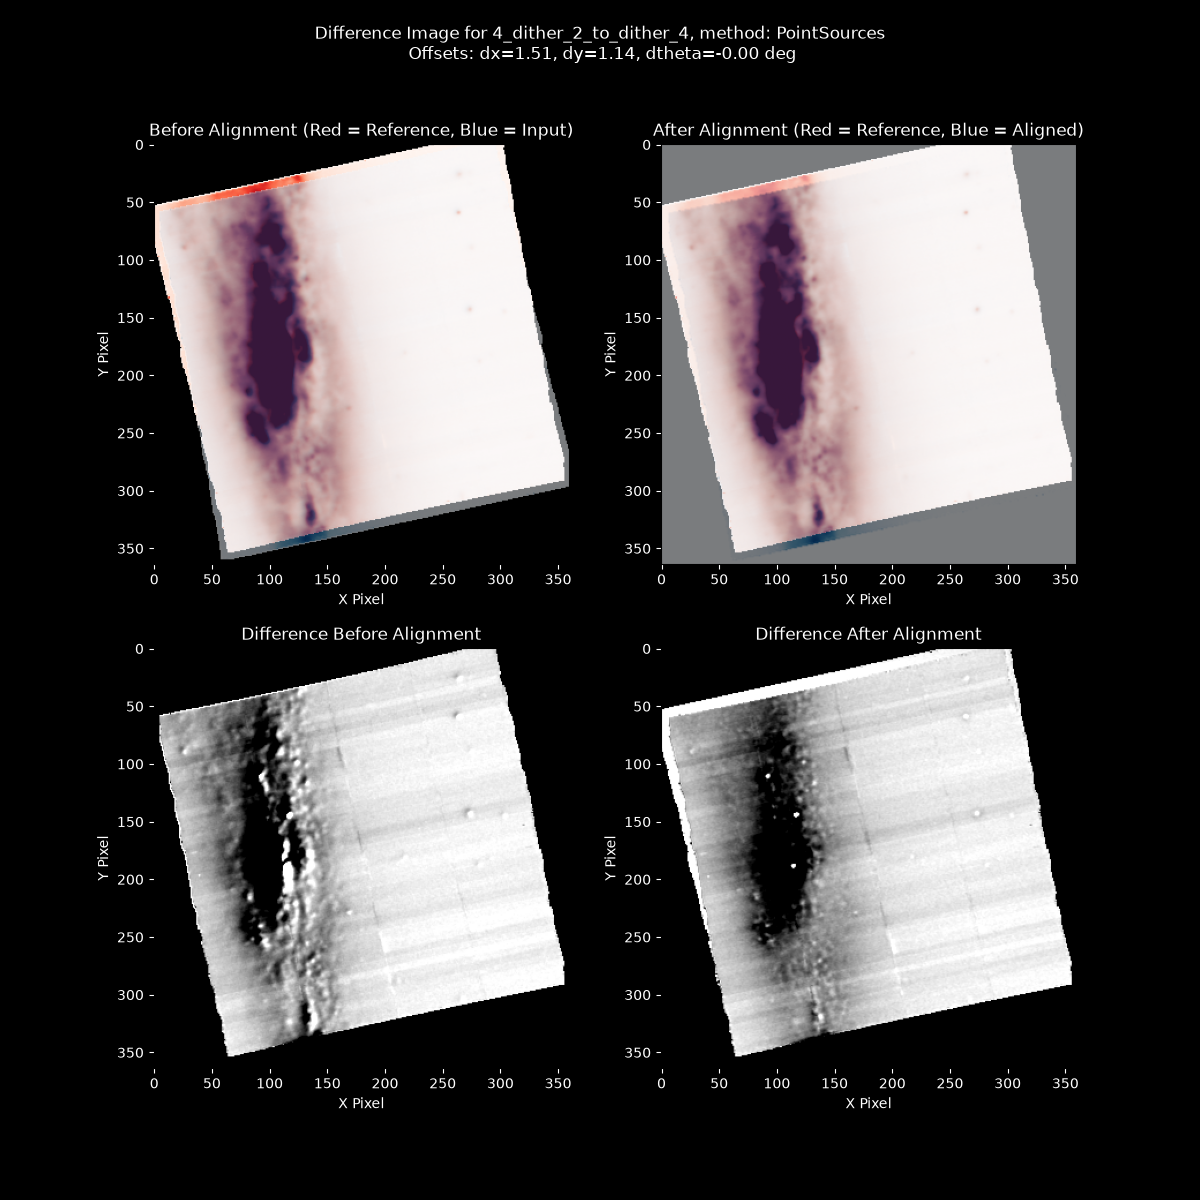 Difference Image for 4_dither_2_to_dither_4, method: PointSources
Offsets: dx=1.51, dy=1.14, dtheta=-0.00 deg
Before Alignment (Red = Reference, Blue = Input)
0
50
100
150
200
250
300
350
Y Pixel
0 50 100 150 200 250 300 350
X Pixel
After Alignment (Red = Reference, Blue = Aligned)
0
50
100
150
200
250
300
350
Y Pixel
0 50 100 150 200 250 300 350
X Pixel
Difference Before Alignment
0
50
100
150
200
250
300
350
Y Pixel
0 50 100 150 200 250 300 350
X Pixel
Difference After Alignment
0
50
100
150
200
250
300
350
Y Pixel
0 50 100 150 200 250 300 350
X Pixel